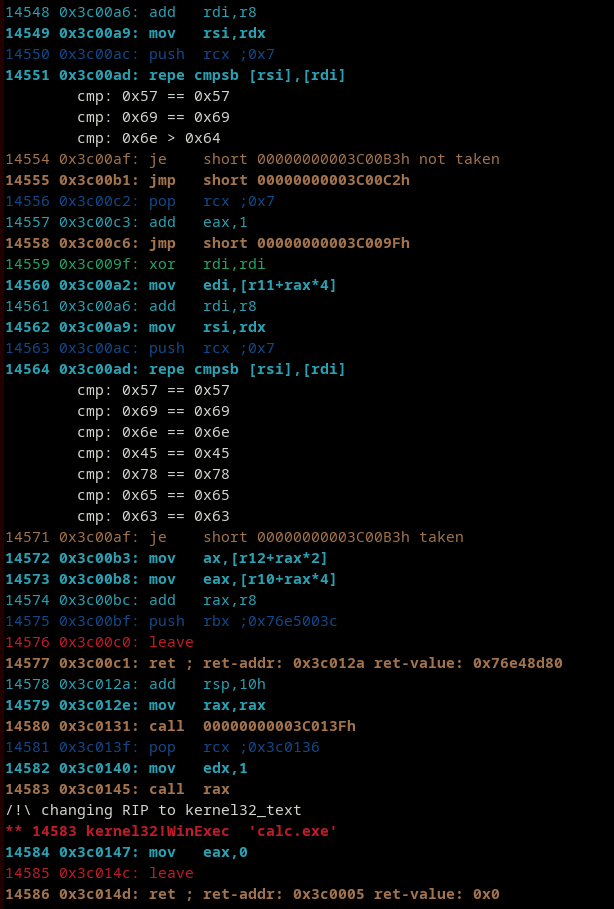 14548 0x3c00a6: add   rdi,r8
14549 0x3c00a9: mov   rsi,rdx
14550 0x3c00ac: push  rcx ;0x7
14551 0x3c00ad: repe cmpsb [rsi],[rdi]
cmp: 0x57 == 0x57
cmp: 0x69 == 0x69
cmp: 0x6e > 0x64
14554 0x3c00af: je    short 00000000003C00B3h not taken
14555 0x3c00b1: jmp   short 00000000003C00C2h
14556 0x3c00c2: pop   rcx ;0x7
14557 0x3c00c3: add   eax,1
14558 0x3c00c6: jmp   short 00000000003C009Fh
14559 0x3c009f: xor   rdi,rdi
14560 0x3c00a2: mov   edi,[r11+rax*4]
14561 0x3c00a6: add   rdi,r8
14562 0x3c00a9: mov   rsi,rdx
14563 0x3c00ac: push  rcx ;0x7
14564 0x3c00ad: repe cmpsb [rsi],[rdi]
cmp: 0x57 == 0x57
cmp: 0x69 == 0x69
cmp: 0x6e == 0x6e
cmp: 0x45 == 0x45
cmp: 0x78 == 0x78
cmp: 0x65 == 0x65
cmp: 0x63 == 0x63
14571 0x3c00af: je    short 00000000003C00B3h taken
14572 0x3c00b3: mov   ax,[r12+rax*2]
14573 0x3c00b8: mov   eax,[r10+rax*4]
14574 0x3c00bc: add   rax,r8
14575 0x3c00bf: push  rbx ;0x76e5003c
14576 0x3c00c0: leave
14577 0x3c00c1: ret ; ret-addr: 0x3c012a ret-value: 0x76e48d80
14578 0x3c012a: add   rsp,10h
14579 0x3c012e: mov   rax,rax
14580 0x3c0131: call  00000000003C013Fh
14581 0x3c013f: pop   rcx ;0x3c0136
14582 0x3c0140: mov   edx,1
14583 0x3c0145: call  rax
/!\ changing RIP to kernel32_text
** 14583 kernel32!WinExec  'calc.exe'
14584 0x3c0147: mov   eax,0
14585 0x3c014c: leave
14586 0x3c014d: ret ; ret-addr: 0x3c0005 ret-value: 0x0